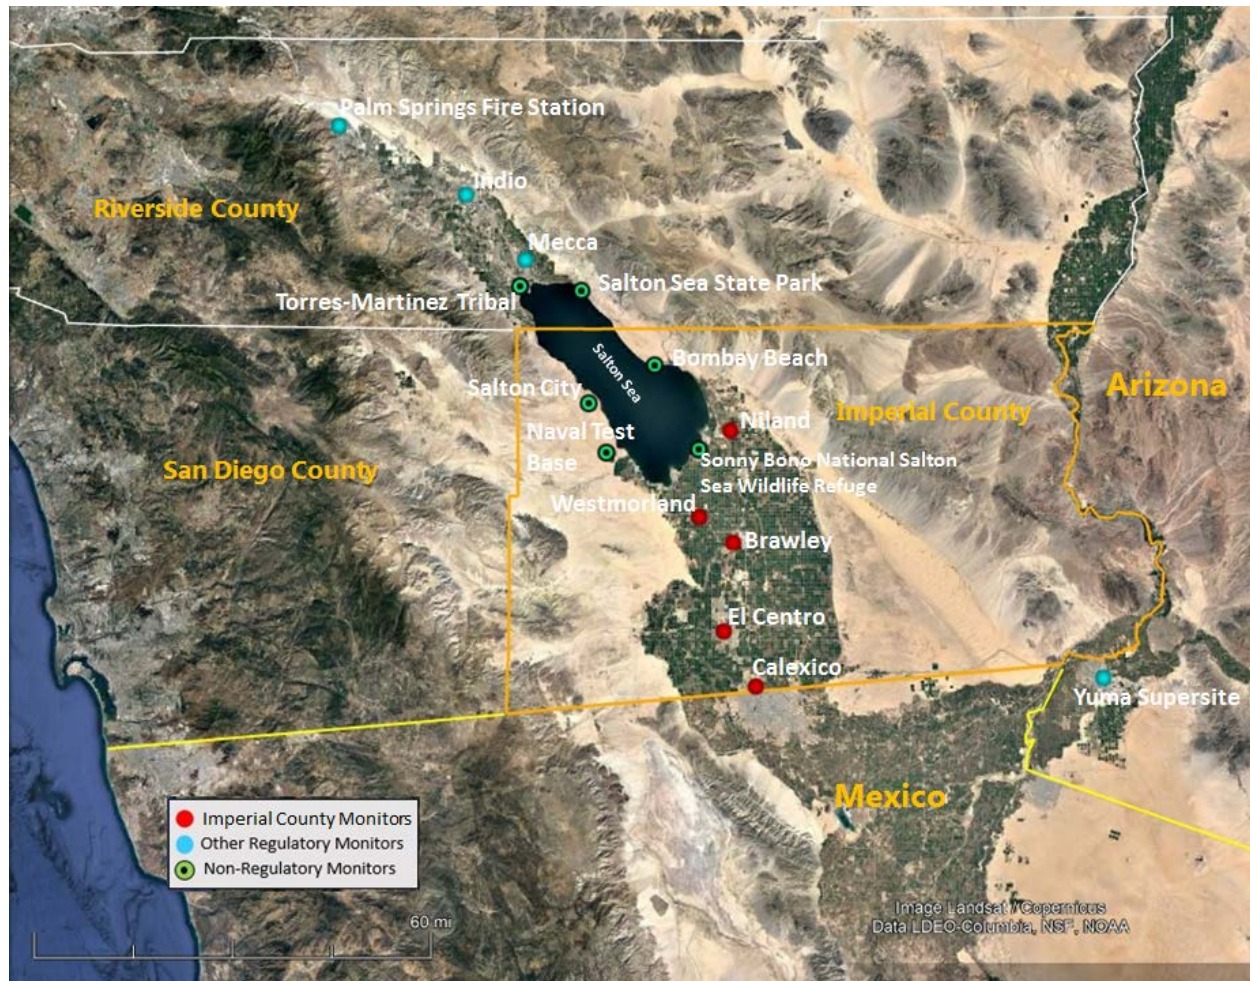 Palm Springs Fire Station
Indio
Riverside County
Mecca
Torres-Martinez Tribal
Salton Sea State Park
Salton Sea
Bombay Beach
Arizona
Salton City
Imperial County
Niland
Naval Test
Base
San Diego County
Sonny Bono National Salton
Sea Wildlife Refuge
Westmorland
Brawley
El Centro
Calexico
Yuma Supersite
Mexico
Imperial County Monitors
Other Regulatory Monitors
Non-Regulatory Monitors
60 mi
Image Landsat / Copernicus
Data LDEO-Columbia, NSF, NOAA